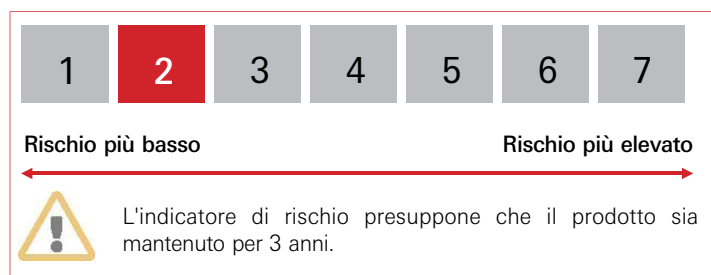 1 2 3 4 5 6 7
Rischio più basso Rischio più elevato
L'indicatore di rischio presuppone che il prodotto sia
mantenuto per 3 anni.